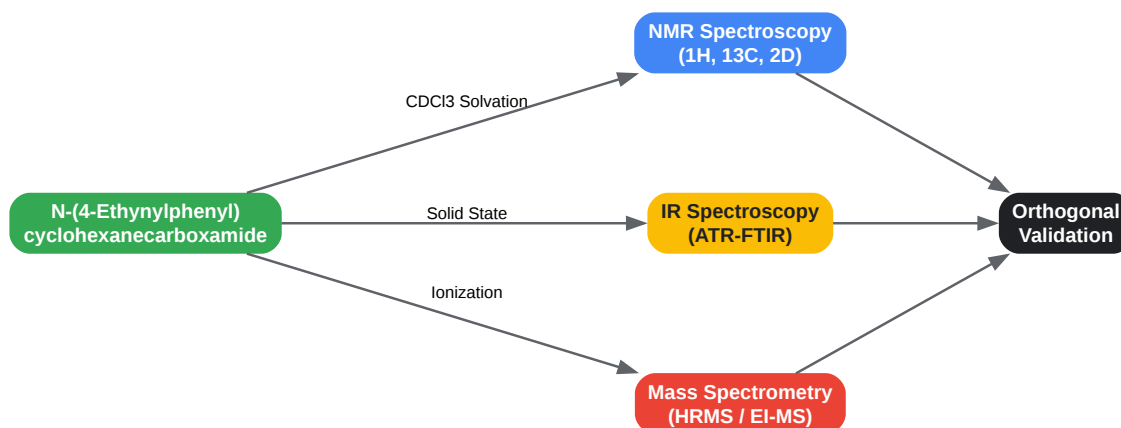 NMR Spectroscopy
(1H, 13C, 2D)
CDCl3 Solvation
N-(4-Ethynylphenyl)
cyclohexanecarboxamide
Solid State
IR Spectroscopy
(ATR-FTIR)
Orthogonal
Validation
Ionization
Mass Spectrometry
(HRMS / EI-MS)